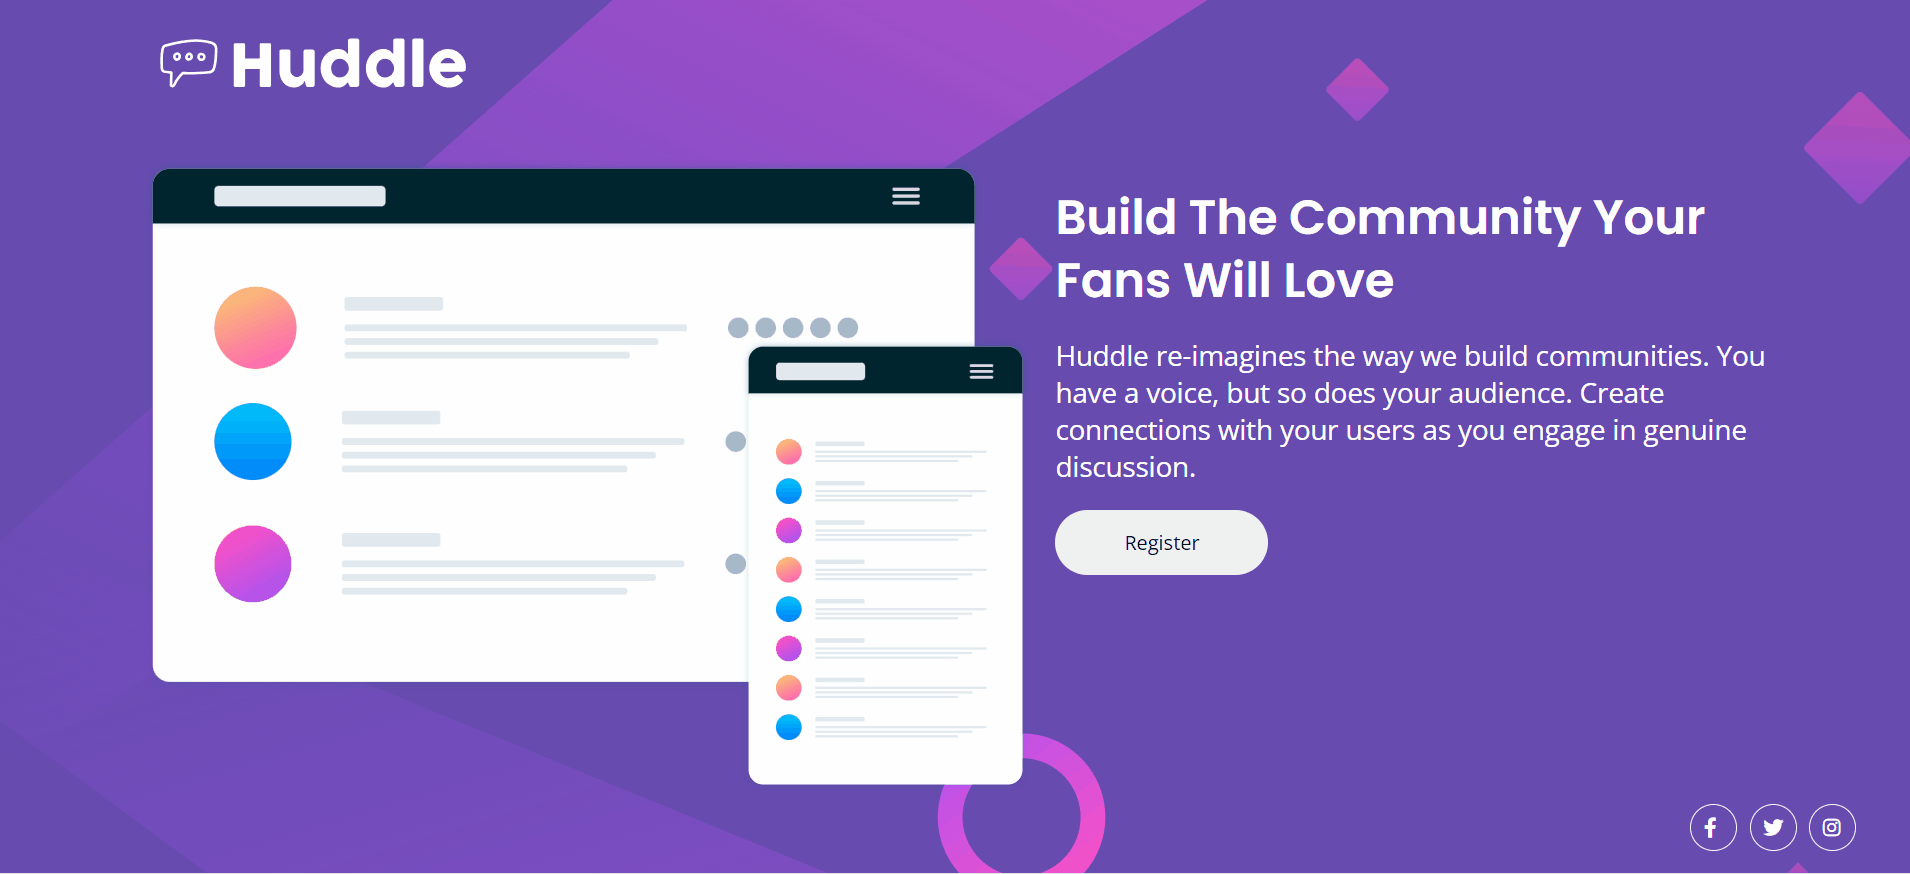 Huddle
Build The Community Your
Fans Will Love
Huddle re-imagines the way we build communities. You
have a voice, but so does your audience. Create
connections with your users as you engage in genuine
discussion.
Register